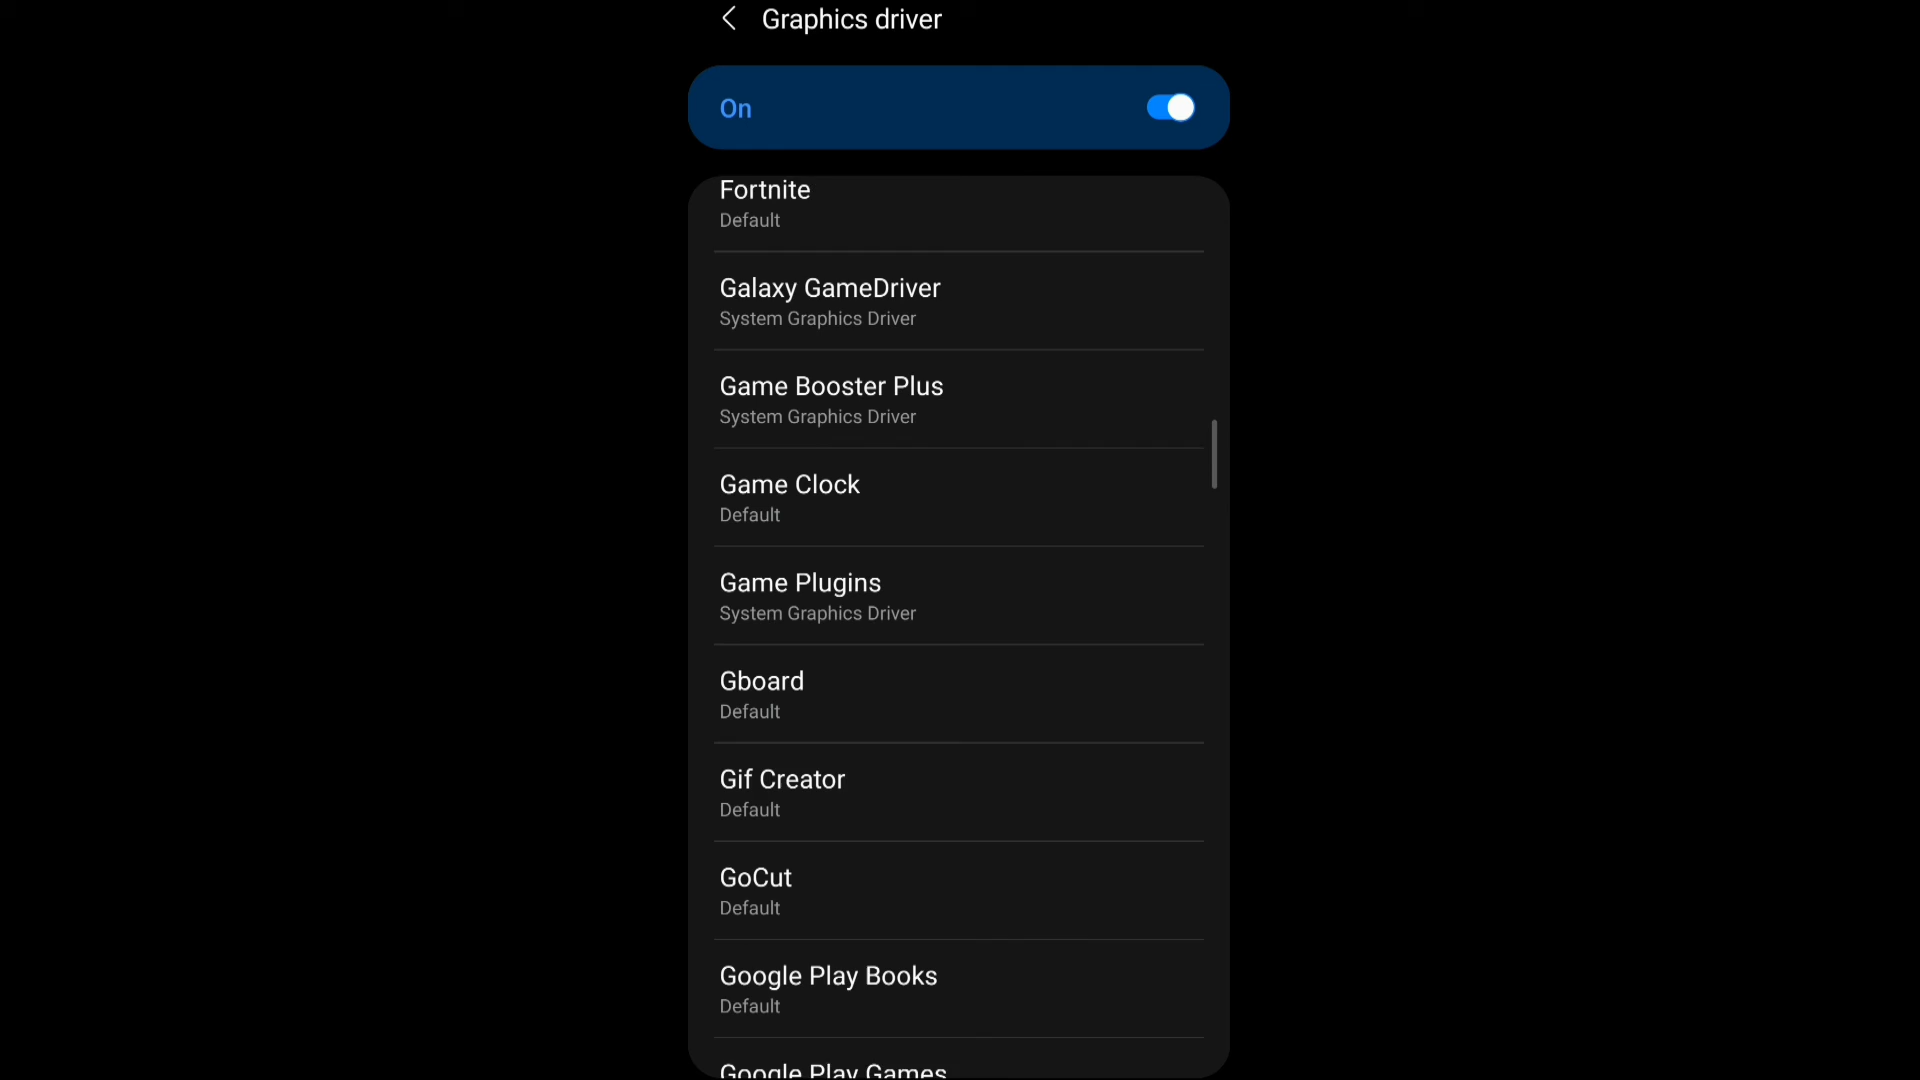 Graphics driver
On
Fortnite
Default
Galaxy GameDriver
System Graphics Driver
Game Booster Plus
System Graphics Driver
Game Clock
Default
Game Plugins
System Graphics Driver
Gboard
Default
Gif Creator
Default
GoCut
Default
Google Play Books
Default
Google Play Games